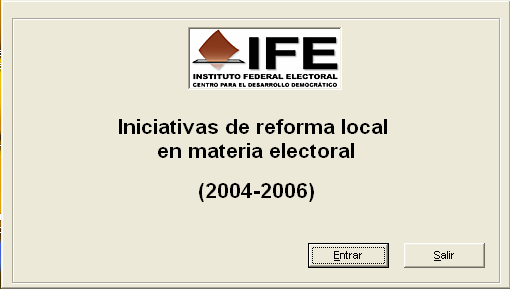 IFE
INSTITUTO FEDERAL ELECTORAL
CENTRO PARA EL DESARROLLO DEMOCRÁTICO
Iniciativas de reforma local
en materia electoral
(2004-2006)
Entrar
Salir